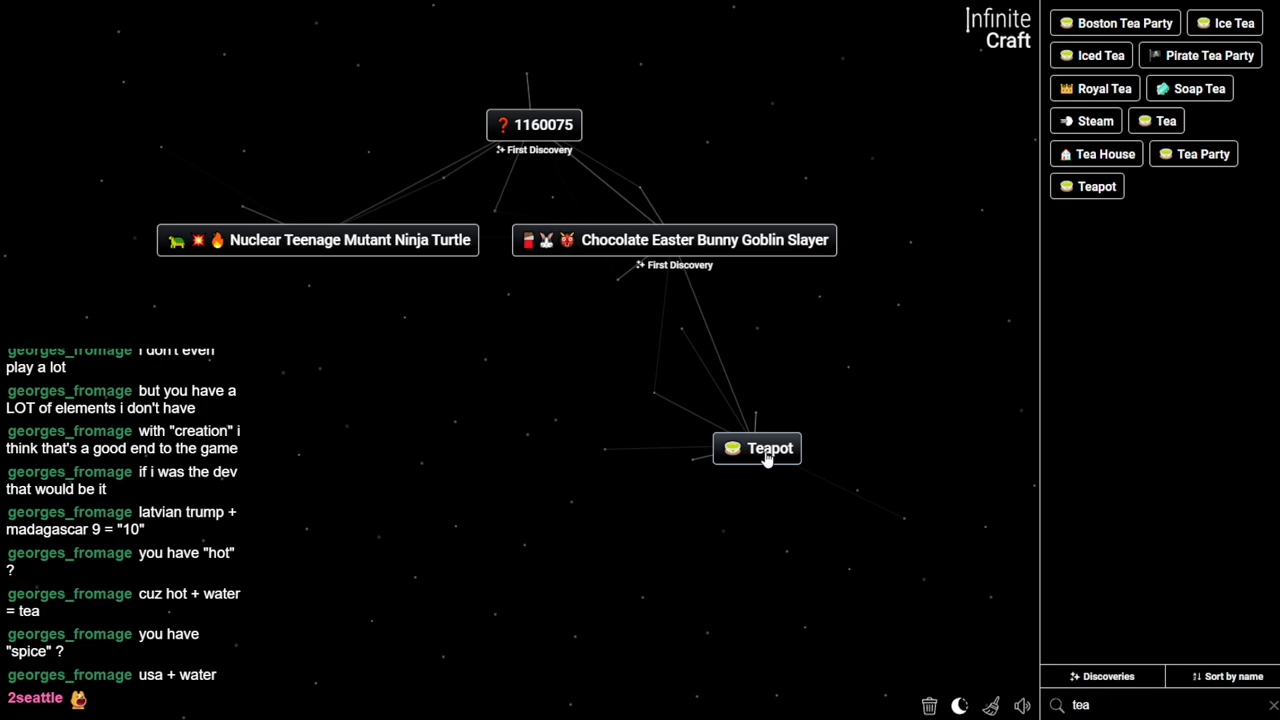 Infinite
Craft
1160075
First Discovery
Nuclear Teenage Mutant Ninja Turtle
Chocolate Easter Bunny Goblin Slayer
First Discovery
Teapot
georges_fromage i don't even
play a lot
georges_fromage but you have a
LOT of elements i don't have
georges_fromage with "creation" i
think that's a good end to the game
georges_fromage if i was the dev
that would be it
georges_fromage latvian trump +
madagascar 9 = "10"
georges_fromage you have "hot"
?
georges_fromage cuz hot + water
= tea
georges_fromage you have
"spice" ?
georges_fromage usa + water
2seattle
Boston Tea Party Ice Tea
Iced Tea Pirate Tea Party
Royal Tea Soap Tea
Steam Tea
Tea House Tea Party
Teapot
Discoveries Sort by name
tea